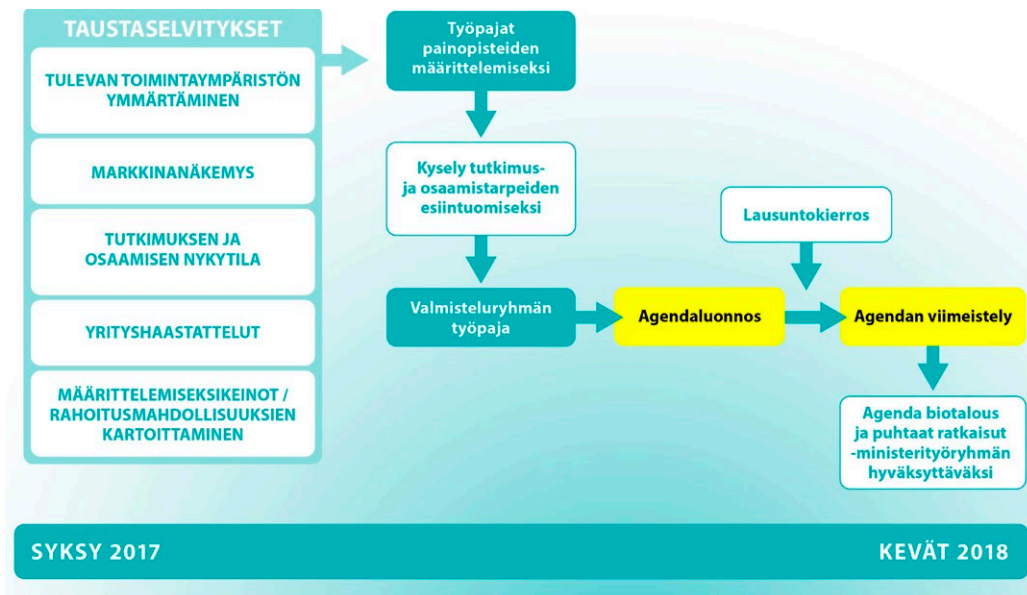 TAUSTASELVITYKSET
TULEVAN TOIMINTAYMPÄRISTÖN
YMMÄRTÄMINEN
MARKKINANÄKEMYS
TUTKIMUKSEN JA
OSAAMISEN NYKYTILA
YRITYSHAASTATTELUT
MÄÄRITTELEMISEKSIKEINOT /
RAHOITUSMAHDOLLISUUKSIEN
KARTOITTAMINEN
Työpajat
painopisteiden
määrittelemiseksi
Kysely tutkimus-
ja osaamistarpeiden
esiintuomiseksi
Valmisteluryhmän
työpaja
Agendaluonnos
Lausuntokierros
Agendan viimeistely
Agenda biotalous
ja puhtaat ratkaisut
-ministerityöryhmän
hyväksyttäväksi
SYKSY 2017
KEVÄT 2018